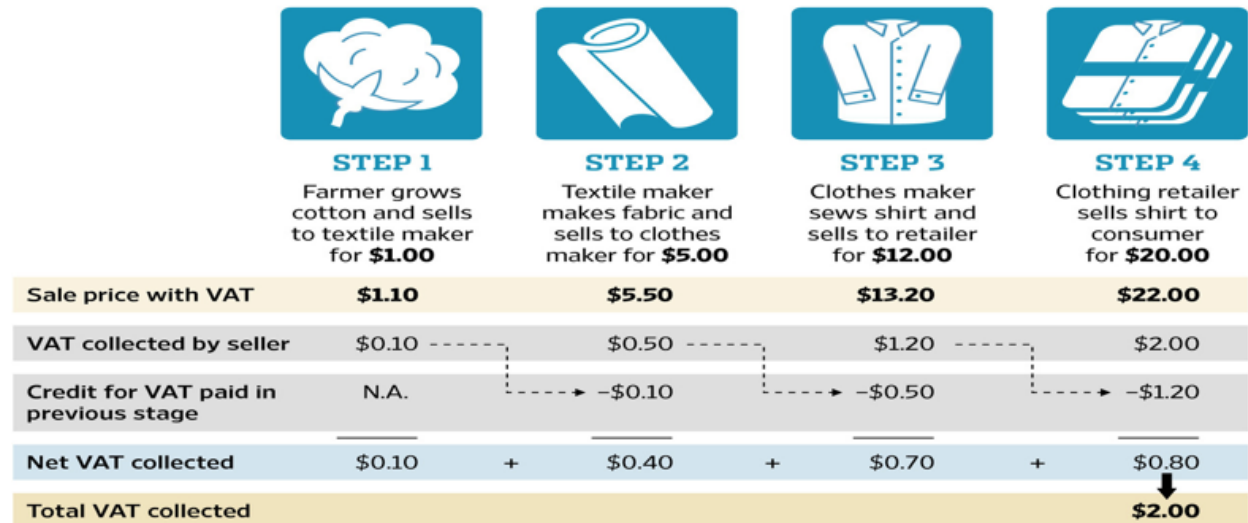 STEP 1
Farmer grows
cotton and sells
to textile maker
for $1.00
STEP 2
Textile maker
makes fabric and
sells to clothes
maker for $5.00
STEP 3
Clothes maker
sews shirt and
sells to retailer
for $12.00
STEP 4
Clothing retailer
sells shirt to
consumer
for $20.00
Sale price with VAT $1.10 $5.50 $13.20 $22.00
VAT collected by seller $0.10 $0.50 $1.20 $2.00
Credit for VAT paid in
previous stage N.A. –$0.10 –$0.50 –$1.20
Net VAT collected $0.10 + $0.40 + $0.70 + $0.80
Total VAT collected $2.00